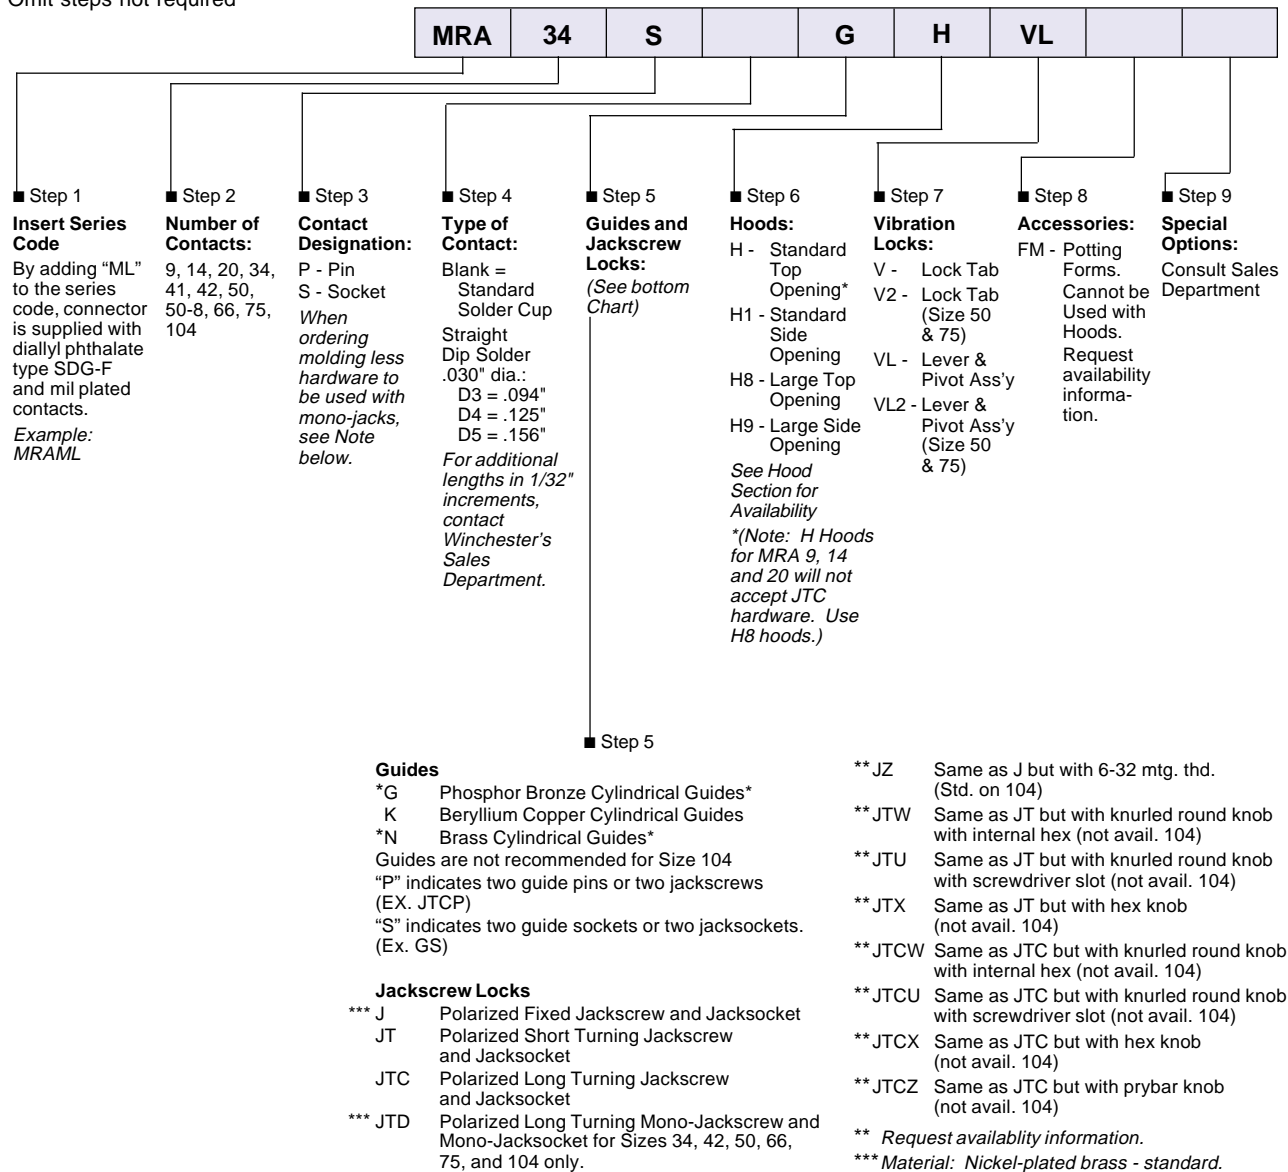 Omit steps not required
MRA 34 S G H VL
■ Step 1
Insert Series
Code
By adding “ML”
to the series
code, connector
is supplied with
diallyl phthalate
type SDG-F
and mil plated
contacts.
Example:
MRAML
■ Step 2
Number of
Contacts:
9, 14, 20, 34,
41, 42, 50,
50-8, 66, 75,
104
■ Step 3
Contact
Designation:
P - Pin
S - Socket
When
ordering
molding less
hardware to
be used with
mono-jacks,
see Note
below.
■ Step 4
Type of
Contact:
Blank =
Standard
Solder Cup
Straight
Dip Solder
.030" dia.:
D3 = .094"
D4 = .125"
D5 = .156"
For additional
lengths in 1/32"
increments,
contact
Winchester's
Sales
Department.
■ Step 5
Guides and
Jackscrew
Locks:
(See bottom
Chart)
■ Step 6
Hoods:
H - Standard
Top
Opening*
H1 - Standard
Side
Opening
H8 - Large Top
Opening
H9 - Large Side
Opening
See Hood
Section for
Availability
*(Note: H Hoods
for MRA 9, 14
and 20 will not
accept JTC
hardware. Use
H8 hoods.)
■ Step 7
Vibration
Locks:
V - Lock Tab
V2 - Lock Tab
(Size 50
& 75)
VL - Lever &
Pivot Ass'y
VL2 - Lever &
Pivot Ass'y
(Size 50
& 75)
■ Step 8
Accessories:
FM - Potting
Forms.
Cannot be
Used with
Hoods.
Request
availability
informa-
tion.
■ Step 9
Special
Options:
Consult Sales
Department
■ Step 5
Guides
*G Phosphor Bronze Cylindrical Guides*
K Beryllium Copper Cylindrical Guides
*N Brass Cylindrical Guides*
Guides are not recommended for Size 104
“P” indicates two guide pins or two jackscrews
(EX. JTCP)
“S” indicates two guide sockets or two jacksockets.
(Ex. GS)
Jackscrew Locks
*** J Polarized Fixed Jackscrew and Jacksocket
JT Polarized Short Turning Jackscrew
and Jacksocket
JTC Polarized Long Turning Jackscrew
and Jacksocket
*** JTD Polarized Long Turning Mono-Jackscrew and
Mono-Jacksocket for Sizes 34, 42, 50, 66,
75, and 104 only.
** JZ Same as J but with 6-32 mtg. thd.
(Std. on 104)
** JTW Same as JT but with knurled round knob
with internal hex (not avail. 104)
** JTU Same as JT but with knurled round knob
with screwdriver slot (not avail. 104)
** JTX Same as JT but with hex knob
(not avail. 104)
** JTCW Same as JTC but with knurled round knob
with internal hex (not avail. 104)
** JTCU Same as JTC but with knurled round knob
with screwdriver slot (not avail. 104)
** JTCX Same as JTC but with hex knob
(not avail. 104)
** JTCZ Same as JTC but with prybar knob
(not avail. 104)
** Request availablity information.
*** Material: Nickel-plated brass - standard.